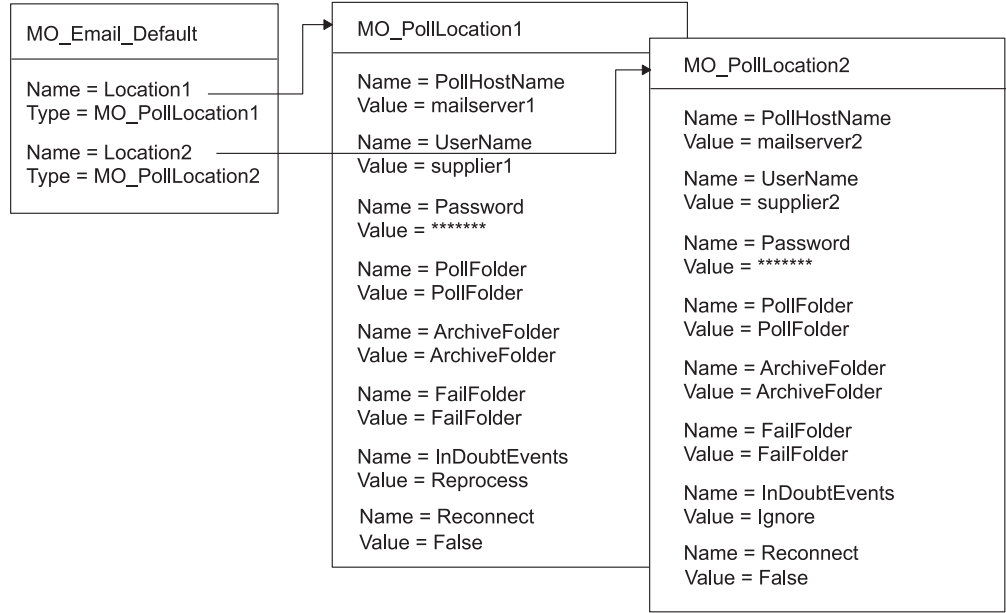 MO_Email_Default
Name = Location1
Type = MO_PollLocation1
Name = Location2
Type = MO_PollLocation2
MO_PollLocation1
Name = PollHostName
Value = mailserver1
Name = UserName
Value = supplier1
Name = Password
Value = *******
Name = PollFolder
Value = PollFolder
Name = ArchiveFolder
Value = ArchiveFolder
Name = FailFolder
Value = FailFolder
Name = InDoubtEvents
Value = Reprocess
Name = Reconnect
Value = False
MO_PollLocation2
Name = PollHostName
Value = mailserver2
Name = UserName
Value = supplier2
Name = Password
Value = *******
Name = PollFolder
Value = PollFolder
Name = ArchiveFolder
Value = ArchiveFolder
Name = FailFolder
Value = FailFolder
Name = InDoubtEvents
Value = Ignore
Name = Reconnect
Value = False